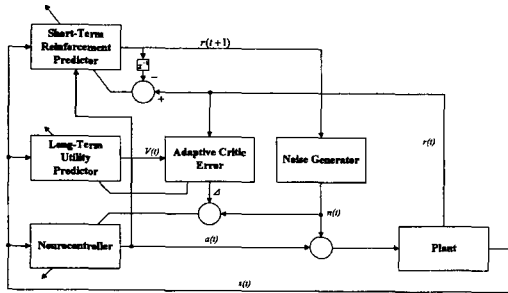 Short-Term
Reinforcement
Predictor
r(t+1)
−
+
Long-Term
Utility
Predictor
V(t)
Adaptive Critic
Error
Noise Generator
r(t)
Δ
n(t)
Neurocontroller
a(t)
Plant
s(t)